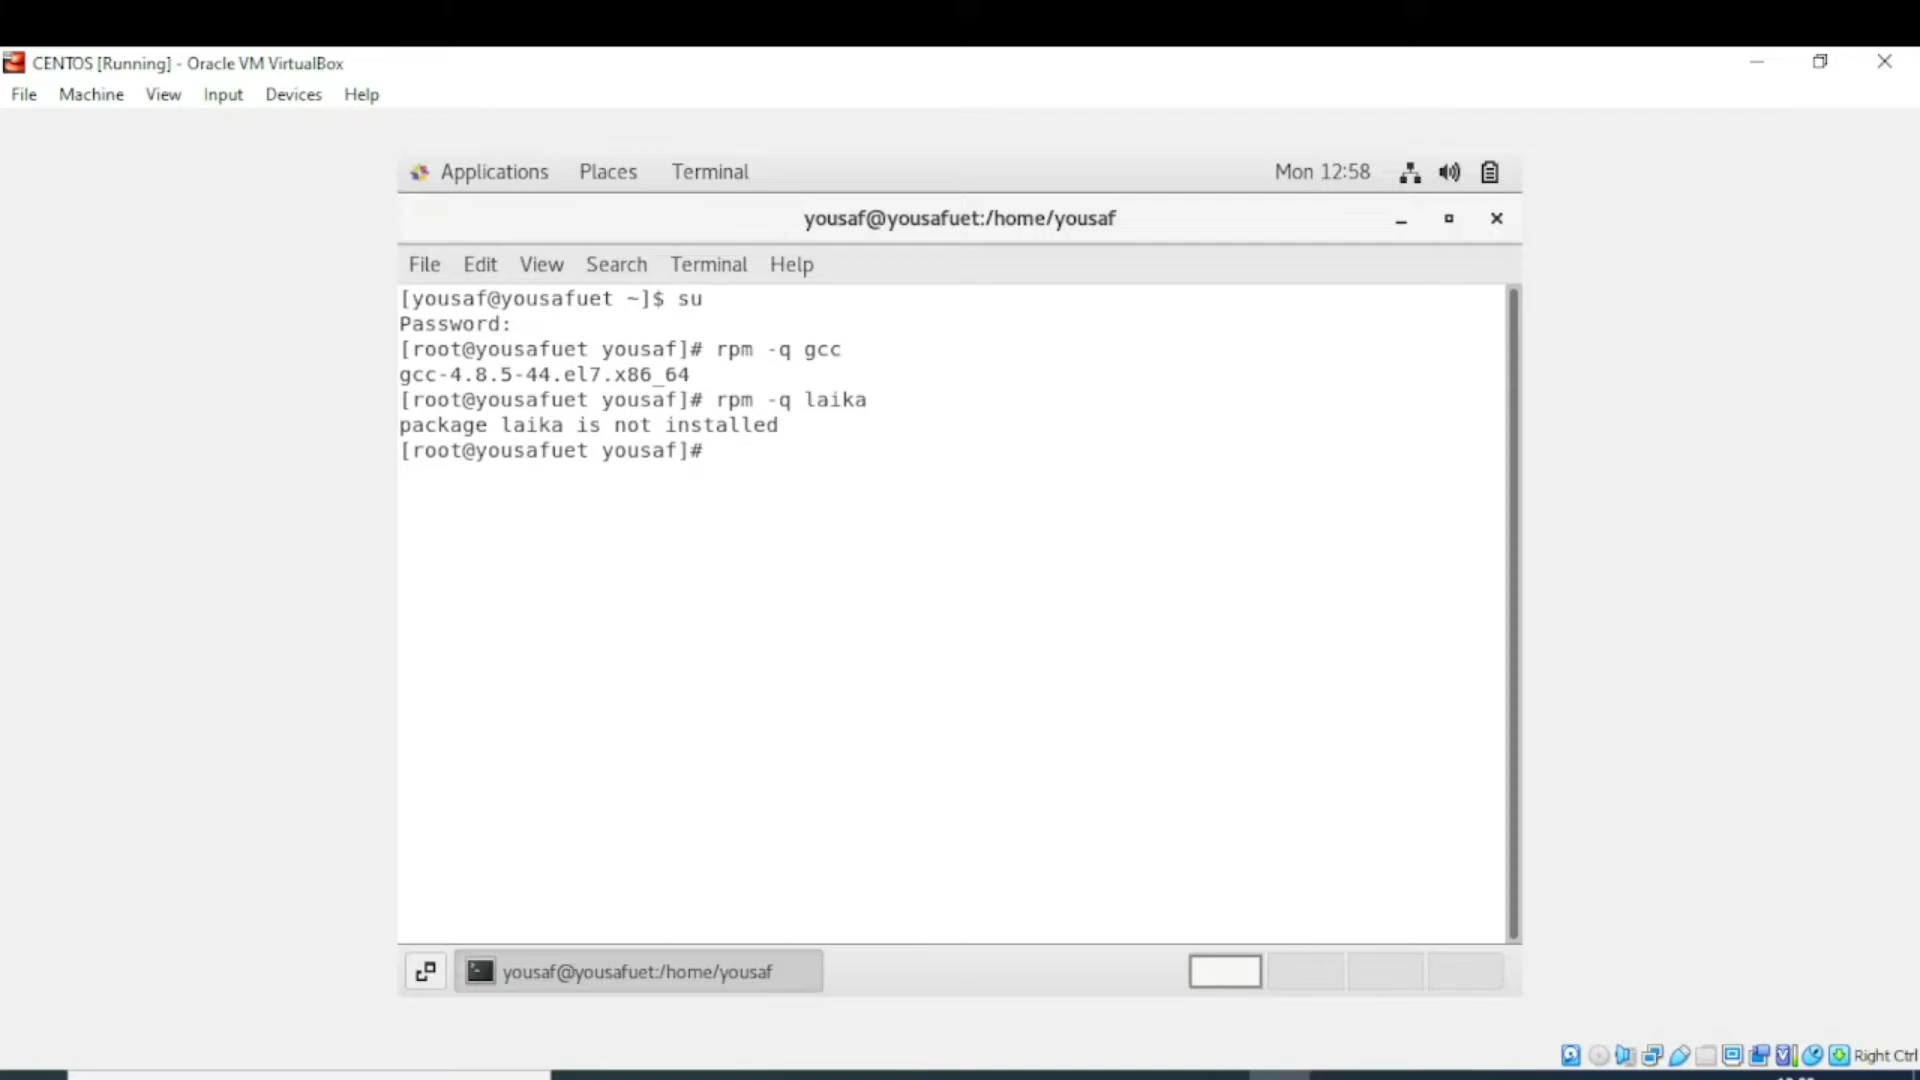 CENTOS [Running] - Oracle VM VirtualBox
File Machine View Input Devices Help
Applications Places Terminal Mon 12:58
yousaf@yousafuet:/home/yousaf
File Edit View Search Terminal Help
[yousaf@yousafuet ~]$ su
Password:
[root@yousafuet yousaf]# rpm -q gcc
gcc-4.8.5-44.el7.x86_64
[root@yousafuet yousaf]# rpm -q laika
package laika is not installed
[root@yousafuet yousaf]#
yousaf@yousafuet:/home/yousaf
Right Ctrl